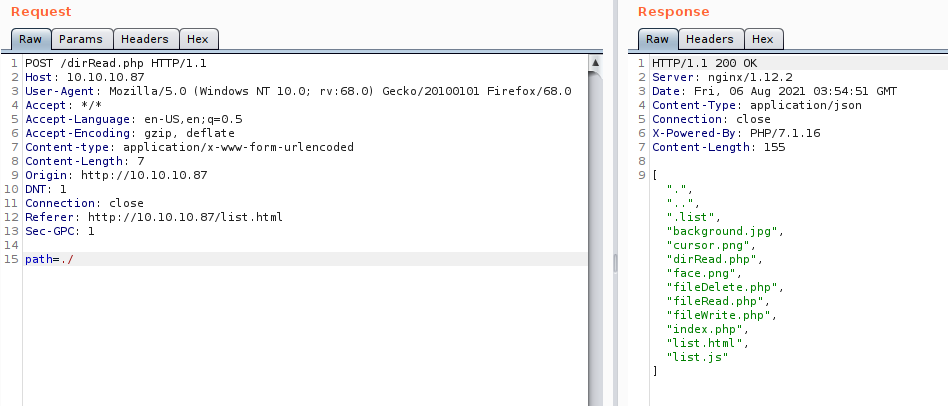 Request
Raw Params Headers Hex
1 POST /dirRead.php HTTP/1.1
2 Host: 10.10.10.87
3 User-Agent: Mozilla/5.0 (Windows NT 10.0; rv:68.0) Gecko/20100101 Firefox/68.0
4 Accept: */*
5 Accept-Language: en-US,en;q=0.5
6 Accept-Encoding: gzip, deflate
7 Content-type: application/x-www-form-urlencoded
8 Content-Length: 7
9 Origin: http://10.10.10.87
10 DNT: 1
11 Connection: close
12 Referer: http://10.10.10.87/list.html
13 Sec-GPC: 1
14
15 path=./
Response
Raw Headers Hex
1 HTTP/1.1 200 OK
2 Server: nginx/1.12.2
3 Date: Fri, 06 Aug 2021 03:54:51 GMT
4 Content-Type: application/json
5 Connection: close
6 X-Powered-By: PHP/7.1.16
7 Content-Length: 155
8
9 [
".",
"..",
".list",
"background.jpg",
"cursor.png",
"dirRead.php",
"face.png",
"fileDelete.php",
"fileRead.php",
"fileWrite.php",
"index.php",
"list.html",
"list.js"
]